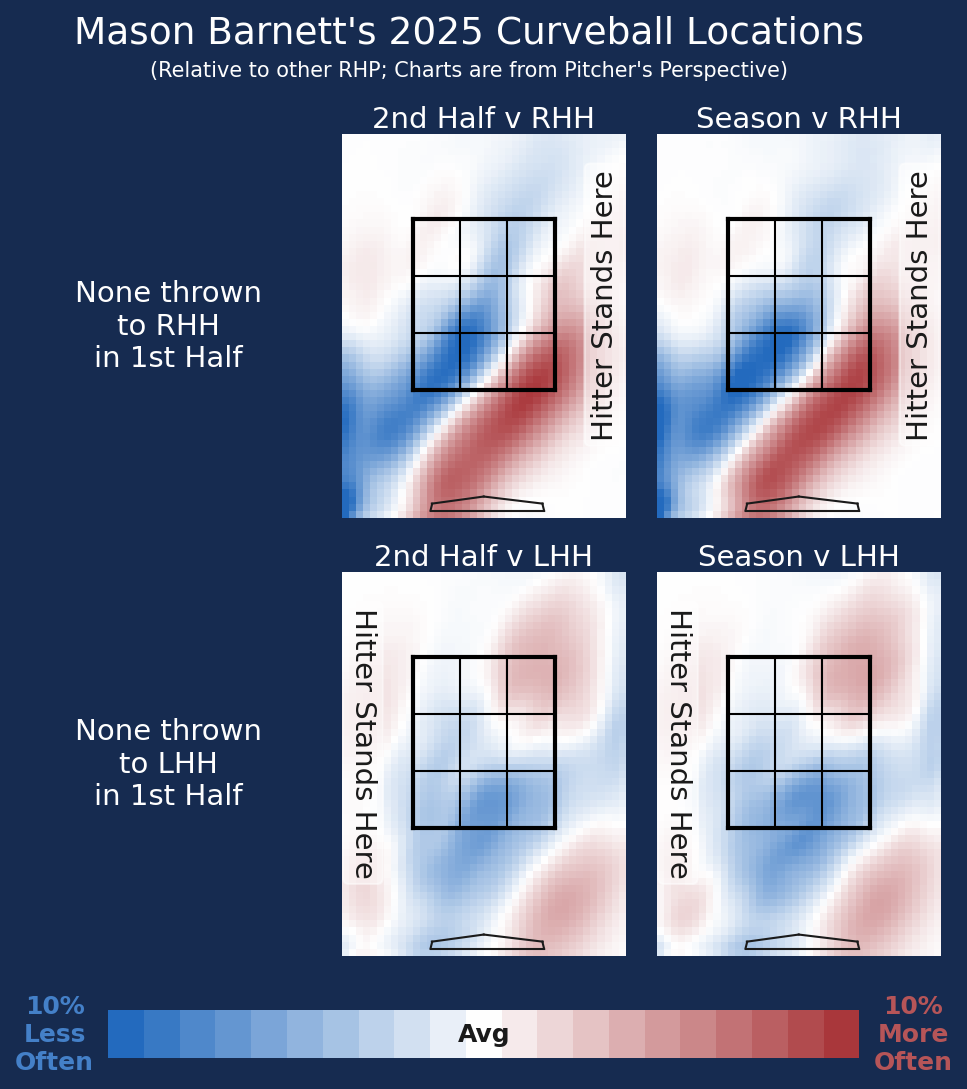 Mason Barnett's 2025 Curveball Locations
(Relative to other RHP; Charts are from Pitcher's Perspective)
2nd Half v RHH
Season v RHH
None thrown
to RHH
in 1st Half
Hitter Stands Here
Hitter Stands Here
2nd Half v LHH
Season v LHH
None thrown
to LHH
in 1st Half
Hitter Stands Here
Hitter Stands Here
10%
Less
Often
Avg
10%
More
Often